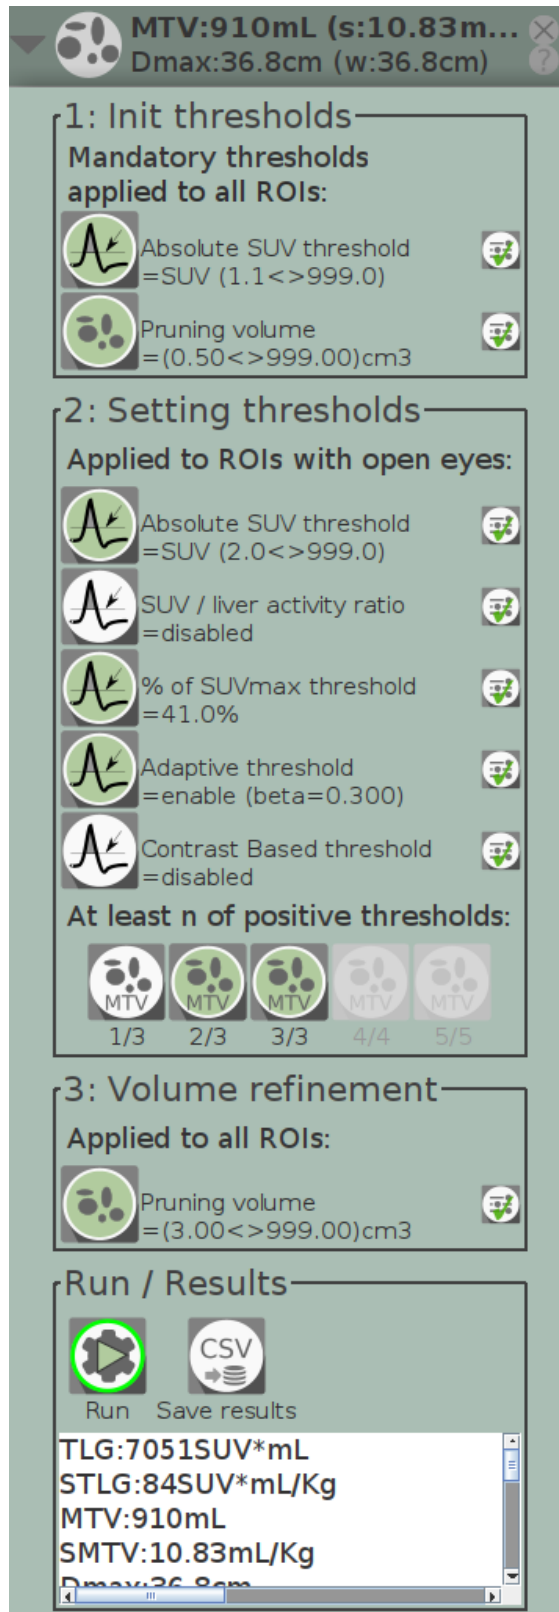 MTV:910mL (s:10.83m...
Dmax:36.8cm (w:36.8cm)
?
1: Init thresholds
Mandatory thresholds
applied to all ROIs:
Absolute SUV threshold
=SUV (1.1<>999.0)
Pruning volume
=(0.50<>999.00)cm3
2: Setting thresholds
Applied to ROIs with open eyes:
Absolute SUV threshold
=SUV (2.0<>999.0)
SUV / liver activity ratio
=disabled
% of SUVmax threshold
=41.0%
Adaptive threshold
=enable (beta=0.300)
Contrast Based threshold
=disabled
At least n of positive thresholds:
MTV MTV MTV MTV MTV
1/3 2/3 3/3 4/4 5/5
3: Volume refinement
Applied to all ROIs:
Pruning volume
=(3.00<>999.00)cm3
Run / Results
CSV
Run Save results
TLG:7051SUV*mL
STLG:84SUV*mL/Kg
MTV:910mL
SMTV:10.83mL/Kg
Dmax:36.8cm